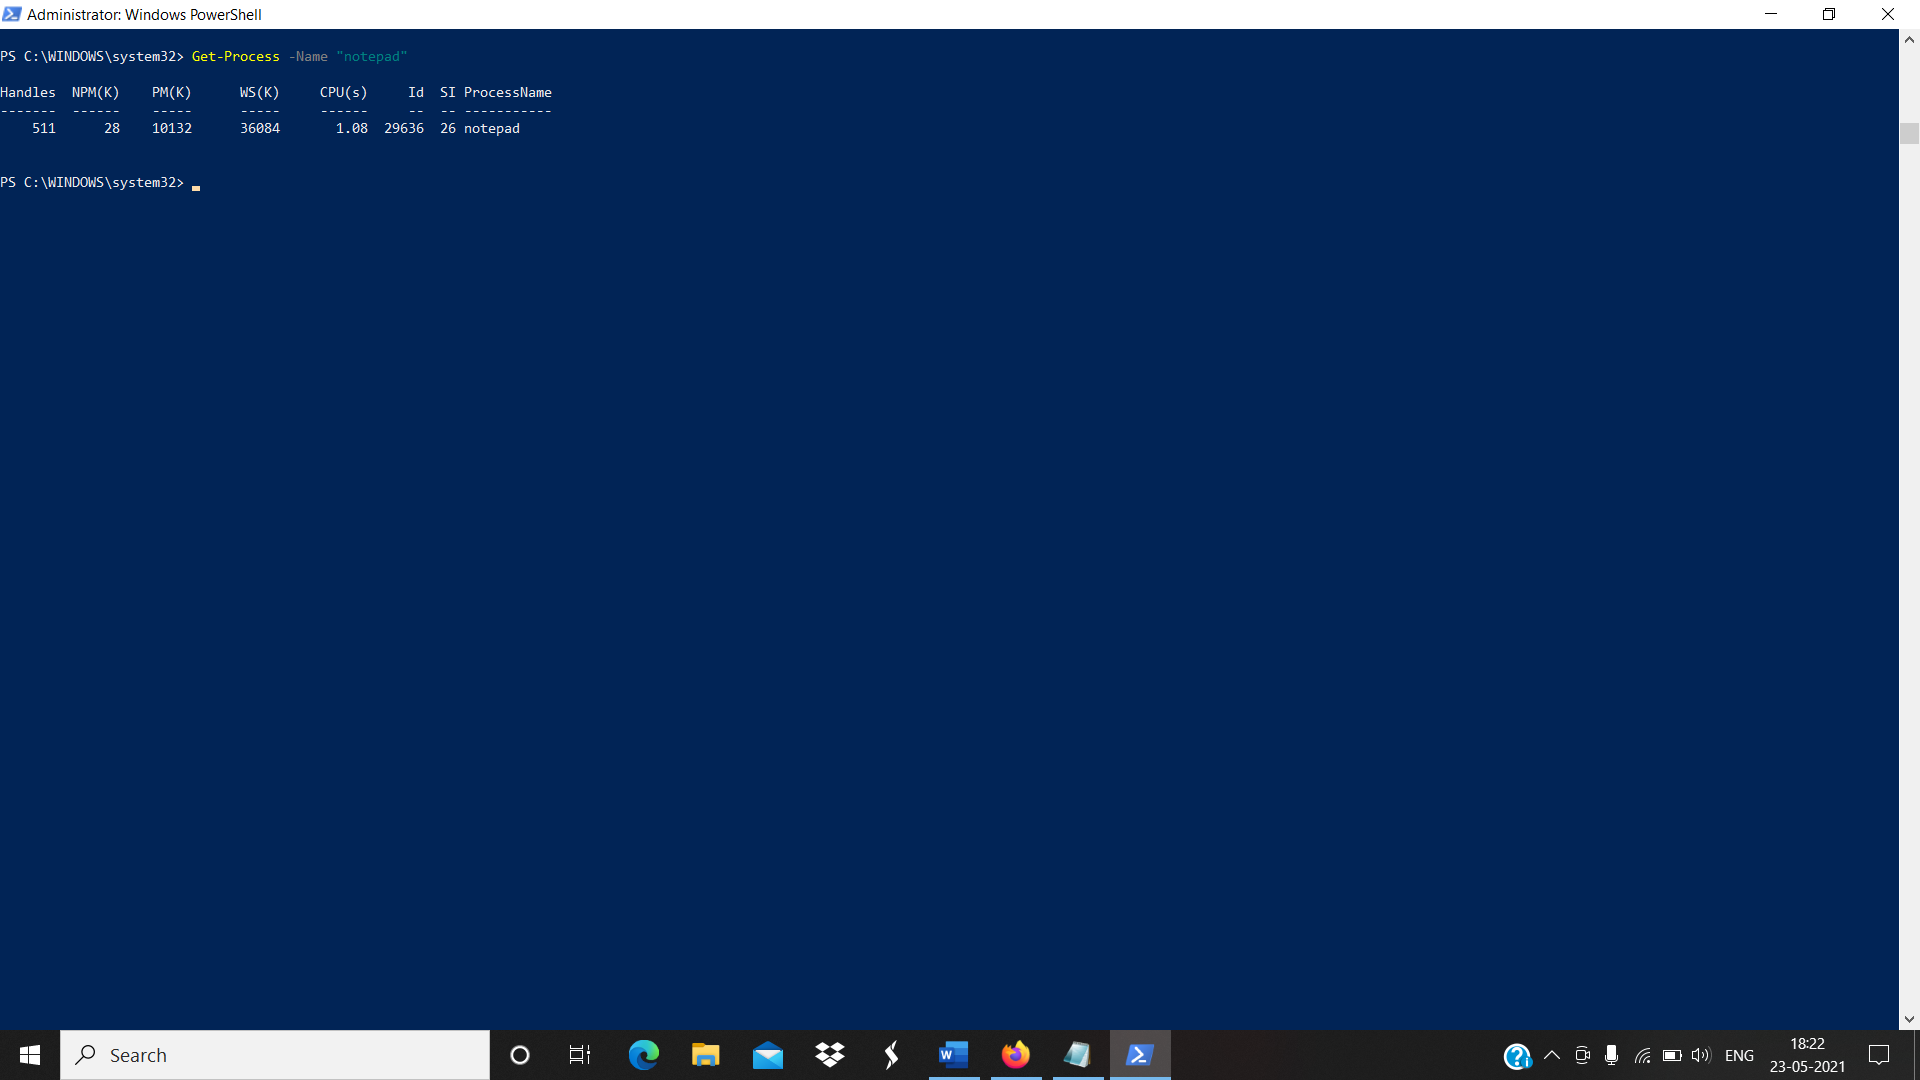 Administrator: Windows PowerShell
PS C:\WINDOWS\system32> Get-Process -Name "notepad"
Handles  NPM(K)    PM(K)      WS(K)     CPU(s)     Id  SI ProcessName
-------  ------    -----      -----     ------     --  -- -----------
    511      28    10132      36084       1.08  29636  26 notepad
PS C:\WINDOWS\system32>
Search
ENG
18:22
23-05-2021